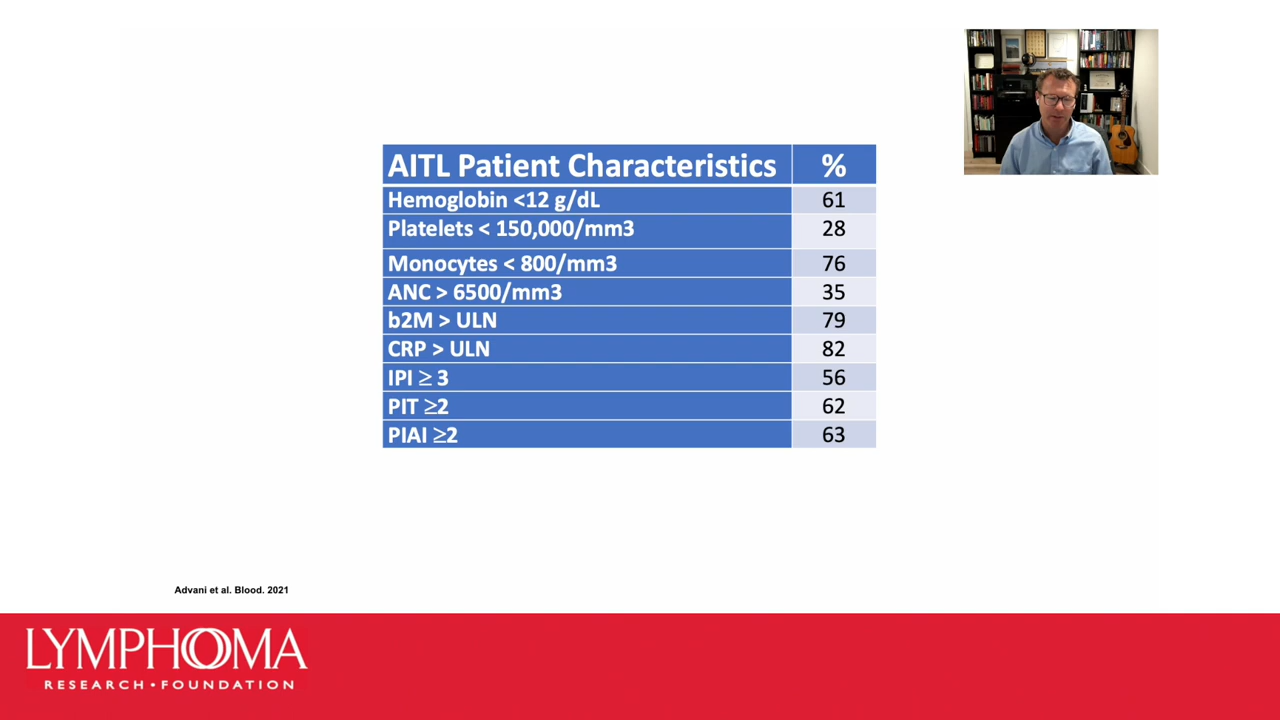 AITL Patient Characteristics %
Hemoglobin <12 g/dL 61
Platelets < 150,000/mm3 28
Monocytes < 800/mm3 76
ANC > 6500/mm3 35
b2M > ULN 79
CRP > ULN 82
IPI ≥ 3 56
PIT ≥2 62
PIAI ≥2 63
Advani et al. Blood. 2021
LYMPHOMA
RESEARCH • FOUNDATION